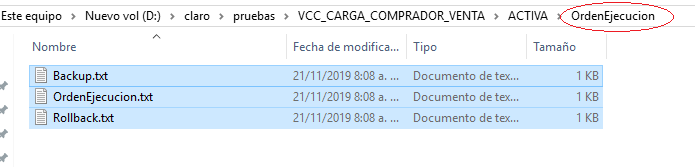 Este equipo > Nuevo vol (D:) > claro > pruebas > VCC_CARGA_COMPRADOR_VENTA > ACTIVA > OrdenEjecucion
Nombre Fecha de modifica... Tipo Tamaño
Backup.txt 21/11/2019 8:08 a. ... Documento de tex... 1 KB
OrdenEjecucion.txt 21/11/2019 8:08 a. ... Documento de tex... 1 KB
Rollback.txt 21/11/2019 8:08 a. ... Documento de tex... 1 KB